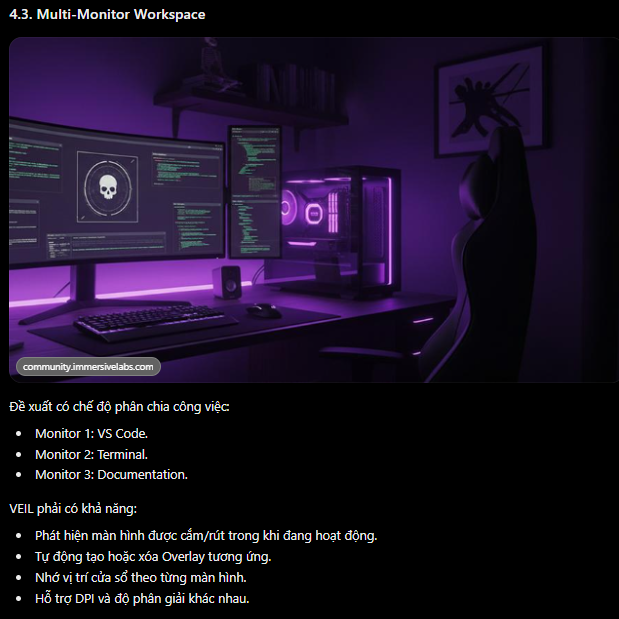 4.3. Multi-Monitor Workspace
community.immersivelabs.com
Đề xuất có chế độ phân chia công việc:
Monitor 1: VS Code.
Monitor 2: Terminal.
Monitor 3: Documentation.
VEIL phải có khả năng:
Phát hiện màn hình được cắm/rút trong khi đang hoạt động.
Tự động tạo hoặc xóa Overlay tương ứng.
Nhớ vị trí cửa sổ theo từng màn hình.
Hỗ trợ DPI và độ phân giải khác nhau.